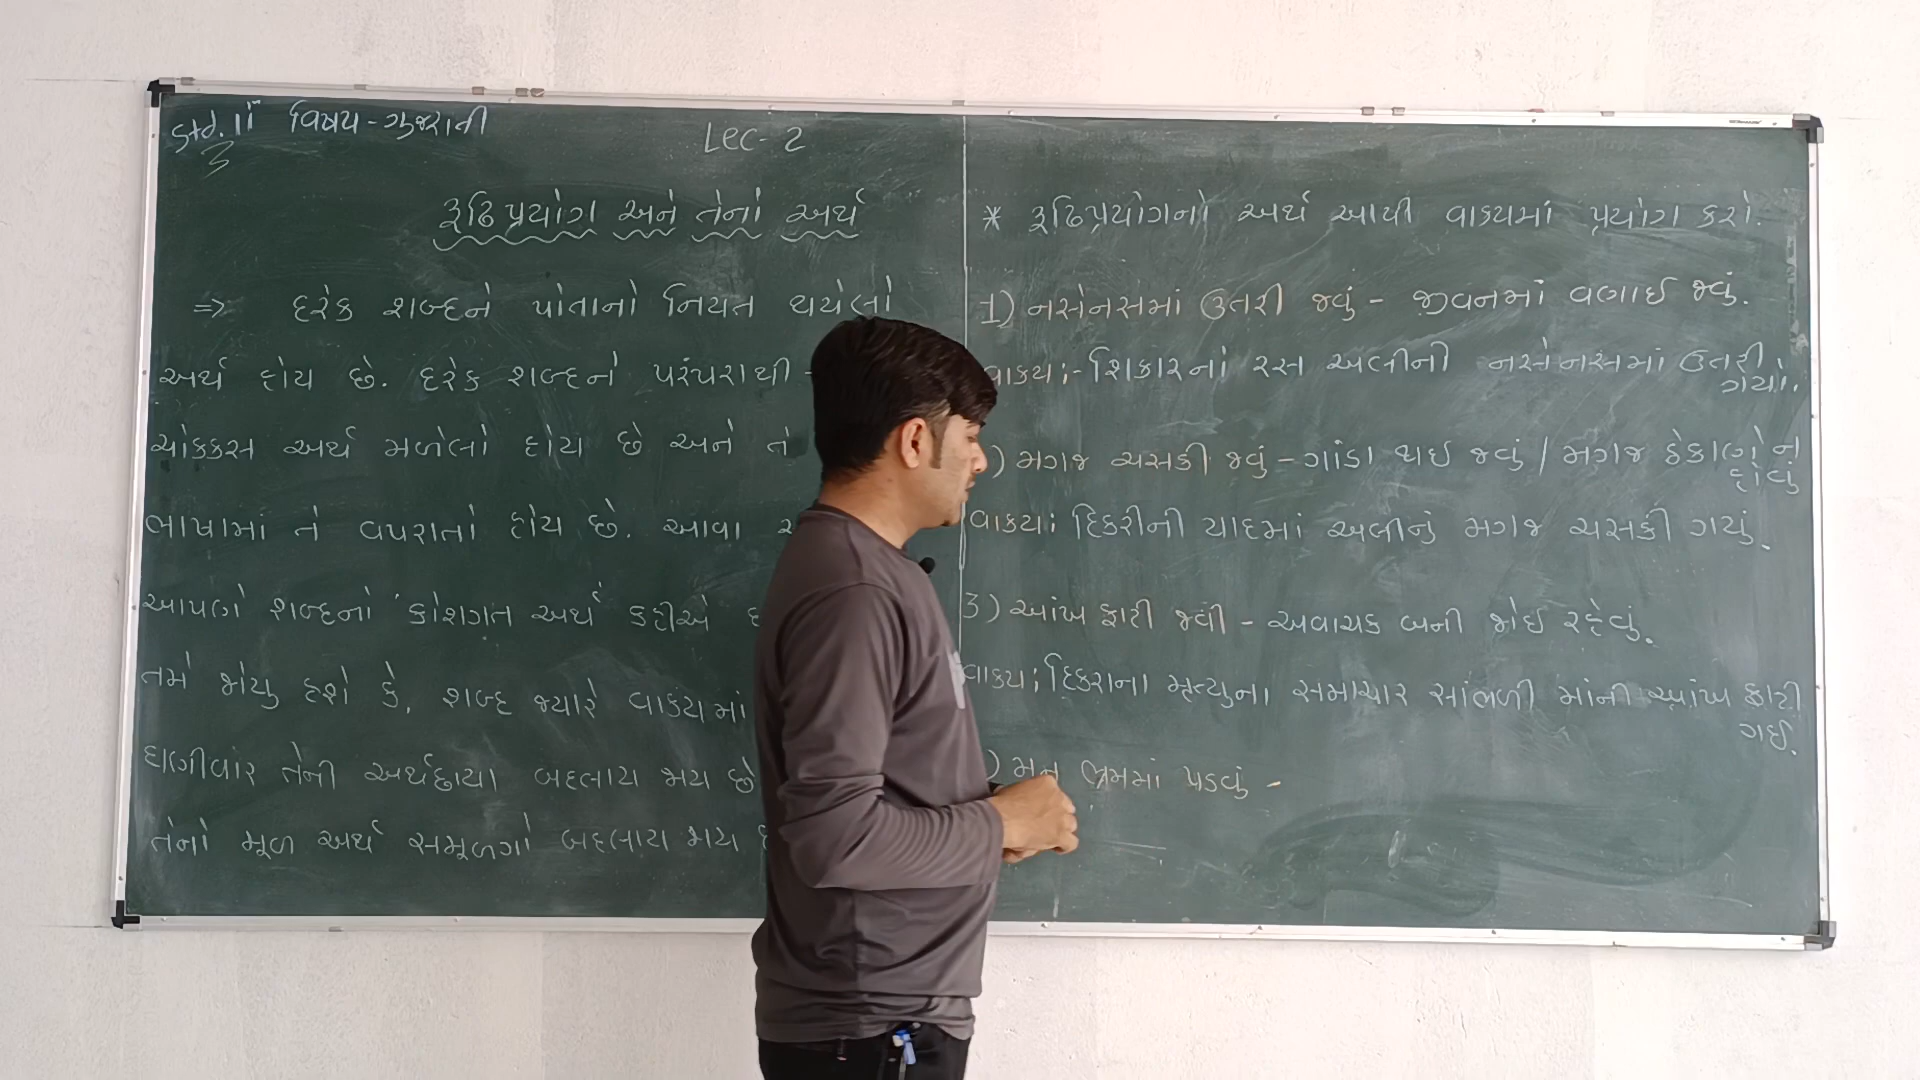 Std. 11 વિષય - ગુજરાતી
Lec - 2
રૂઢિપ્રયોગ અને તેનાં અર્થ
⇒ દરેક શબ્દને પોતાનો નિયત થયેલો
અર્થ હોય છે. દરેક શબ્દને પરંપરાથી -
ચોક્કસ અર્થ મળેલો હોય છે અને તે
ભાષામાં તે વપરાતો હોય છે. આવા
આપણે શબ્દનાં 'કોશગત અર્થ' કહીએ
તમે જોયુ હશે કે, શબ્દ જ્યારે વાક્યમાં
ઘણીવાર તેની અર્થછાયા બદલાય જાય છે
તેનો મૂળ અર્થ સમૂળગો બદલાય જાય
* રૂઢિપ્રયોગનો અર્થ આપી વાક્યમાં પ્રયોગ કરો.
1) નસેનસમાં ઉતરી જવું - જીવનમાં વણાઈ જવું.
વાક્ય :- શિકારનો રસ અલીની નસેનસમાં ઉતરી
ગયો.
) મગજ ચસકી જવું - ગાંડા થઈ જવું / મગજ ઠેકાણે ન
હોવું
વાક્ય : દિકરીની યાદમાં અલીનું મગજ ચસકી ગયું.
3) આંખ ફાટી જવી - અવાચક બની જોઈ રહેવું.
વાક્ય : દિકરાના મૃત્યુના સમાચાર સાંભળી માંની આંખ ફાટી
ગઈ.
) મન ભ્રમમાં પડવું -